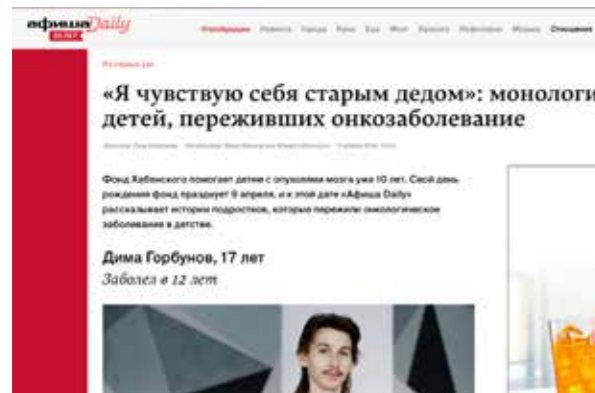 афиша Daily
«Я чувствую себя старым дедом»: монологи
детей, переживших онкозаболевание
Фонд Хабенского помогает детям с опухолями мозга уже 10 лет. Свой день
рождения фонд празднует 9 апреля, и к этой дате «Афиша Daily»
рассказывает истории подростков, которые пережили онкологическое
заболевание в детстве.
Дима Горбунов, 17 лет
Заболел в 12 лет